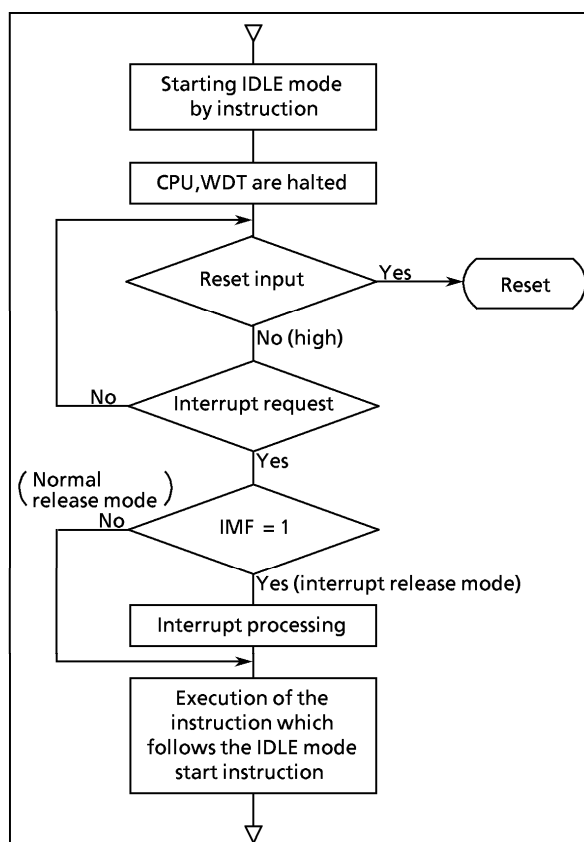 Starting IDLE mode
by instruction
CPU,WDT are halted
Reset input
Yes
Reset
No (high)
No
Interrupt request
Yes
(Normal
release mode)
No
IMF = 1
Yes (interrupt release mode)
Interrupt processing
Execution of the
instruction which
follows the IDLE mode
start instruction